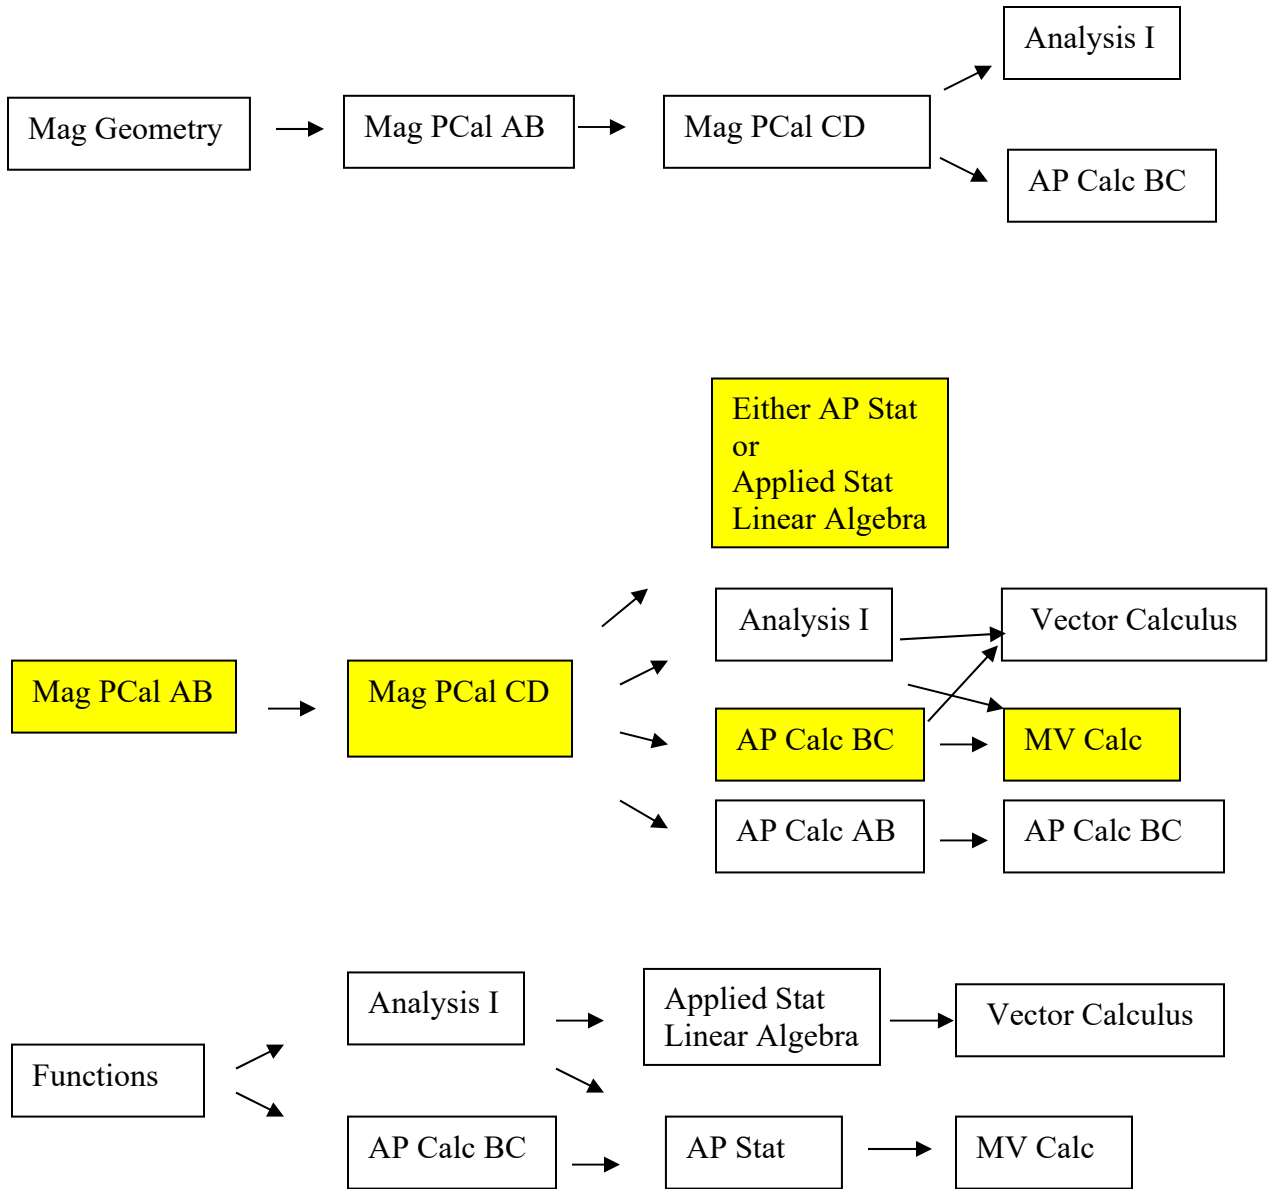 Analysis I
Mag Geometry
Mag PCal AB
Mag PCal CD
AP Calc BC
Either AP Stat
or
Applied Stat
Linear Algebra
Analysis I
Vector Calculus
Mag PCal AB
Mag PCal CD
AP Calc BC
MV Calc
AP Calc AB
AP Calc BC
Analysis I
Applied Stat
Linear Algebra
Vector Calculus
Functions
AP Calc BC
AP Stat
MV Calc